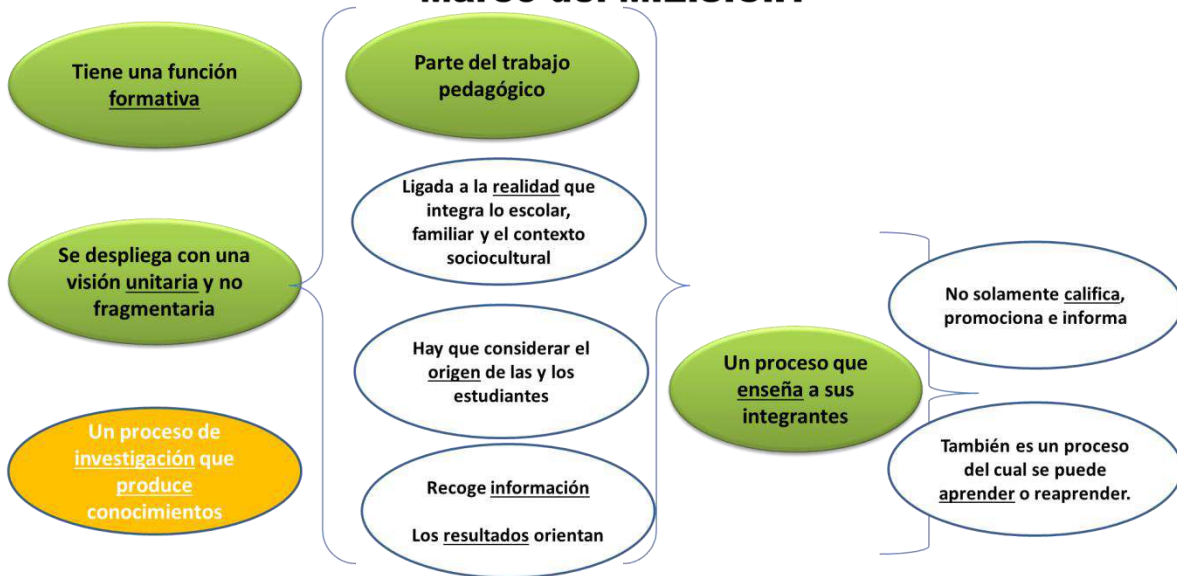 Tiene una función
formativa
Se despliega con una
visión unitaria y no
fragmentaria
Un proceso de
investigación que
produce
conocimientos
Parte del trabajo
pedagógico
Ligada a la realidad que
integra lo escolar,
familiar y el contexto
sociocultural
Hay que considerar el
origen de las y los
estudiantes
Recoge información
Los resultados orientan
Un proceso que
enseña a sus
integrantes
No solamente califica,
promociona e informa
También es un proceso
del cual se puede
aprender o reaprender.